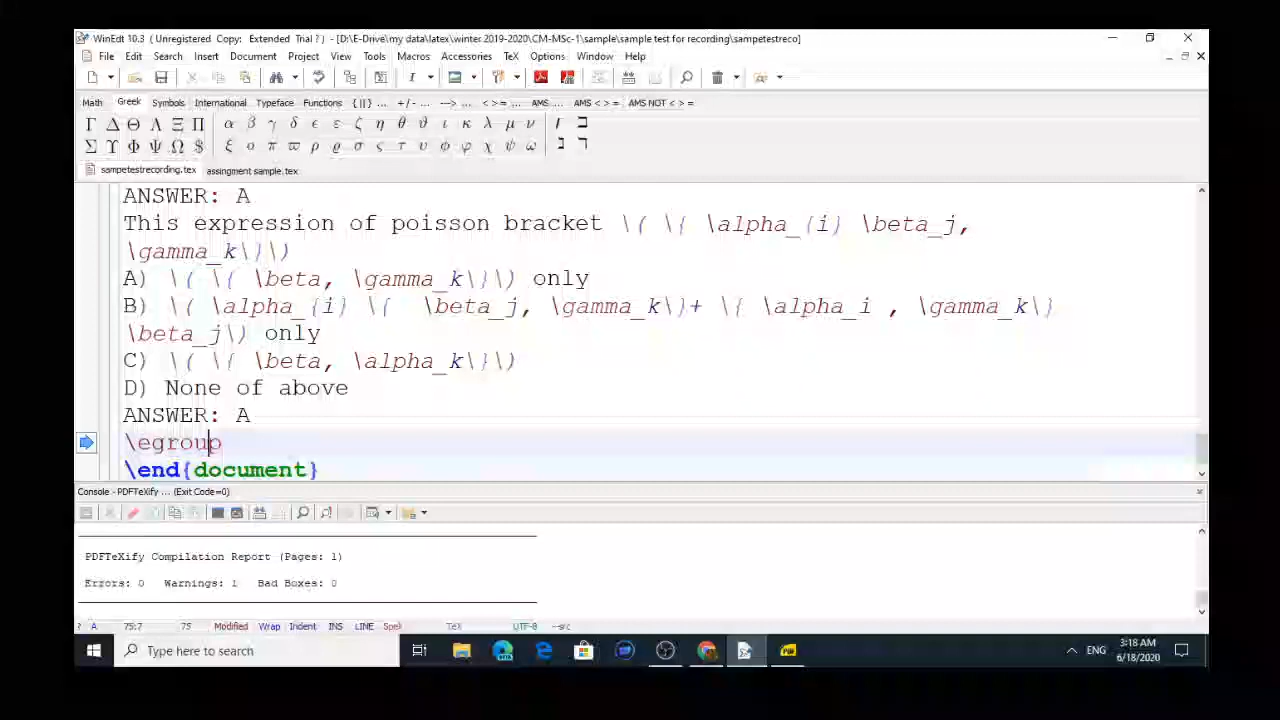 WinEdt 10.3 ( Unregistered Copy: Extended Trial ? ) - [D:\E-Drive\my data\latex\winter 2019-2020\CM-MSc-1\sample\sample test for recording\sampetestreco]
File Edit Search Insert Document Project View Tools Macros Accessories TeX Options Window Help
Math Greek Symbols International Typeface Functions { || } ... + / - ... ---> ... < > = ... AMS ... AMS < > = AMS NOT < > =
Γ Δ Θ Λ Ξ Π α β γ δ ϵ ε ζ η θ ϑ ι κ λ μ ν
Σ ϒ Φ Ψ Ω $ ξ ο π ϖ ρ ϱ σ ς τ υ ϕ φ χ ψ ω
sampetestrecording.tex assingment sample.tex
ANSWER: A
This expression of poisson bracket \( \{ \alpha_{i} \beta_j,
\gamma_k\}\)
A) \( \{ \beta, \gamma_k\}\) only
B) \( \alpha_{i} \{ \beta_j, \gamma_k\}+ \{ \alpha_i , \gamma_k\}
\beta_j\) only
C) \( \{ \beta, \alpha_k\}\)
D) None of above
ANSWER: A
\egroup
\end{document}
Console - PDFTeXify ... (Exit Code=0)
PDFTeXify Compilation Report (Pages: 1)
Errors: 0 Warnings: 1 Bad Boxes: 0
? A 75:7 75 Modified Wrap Indent INS LINE Spell TeX UTF-8 --src
Type here to search
ENG
3:18 AM
6/18/2020